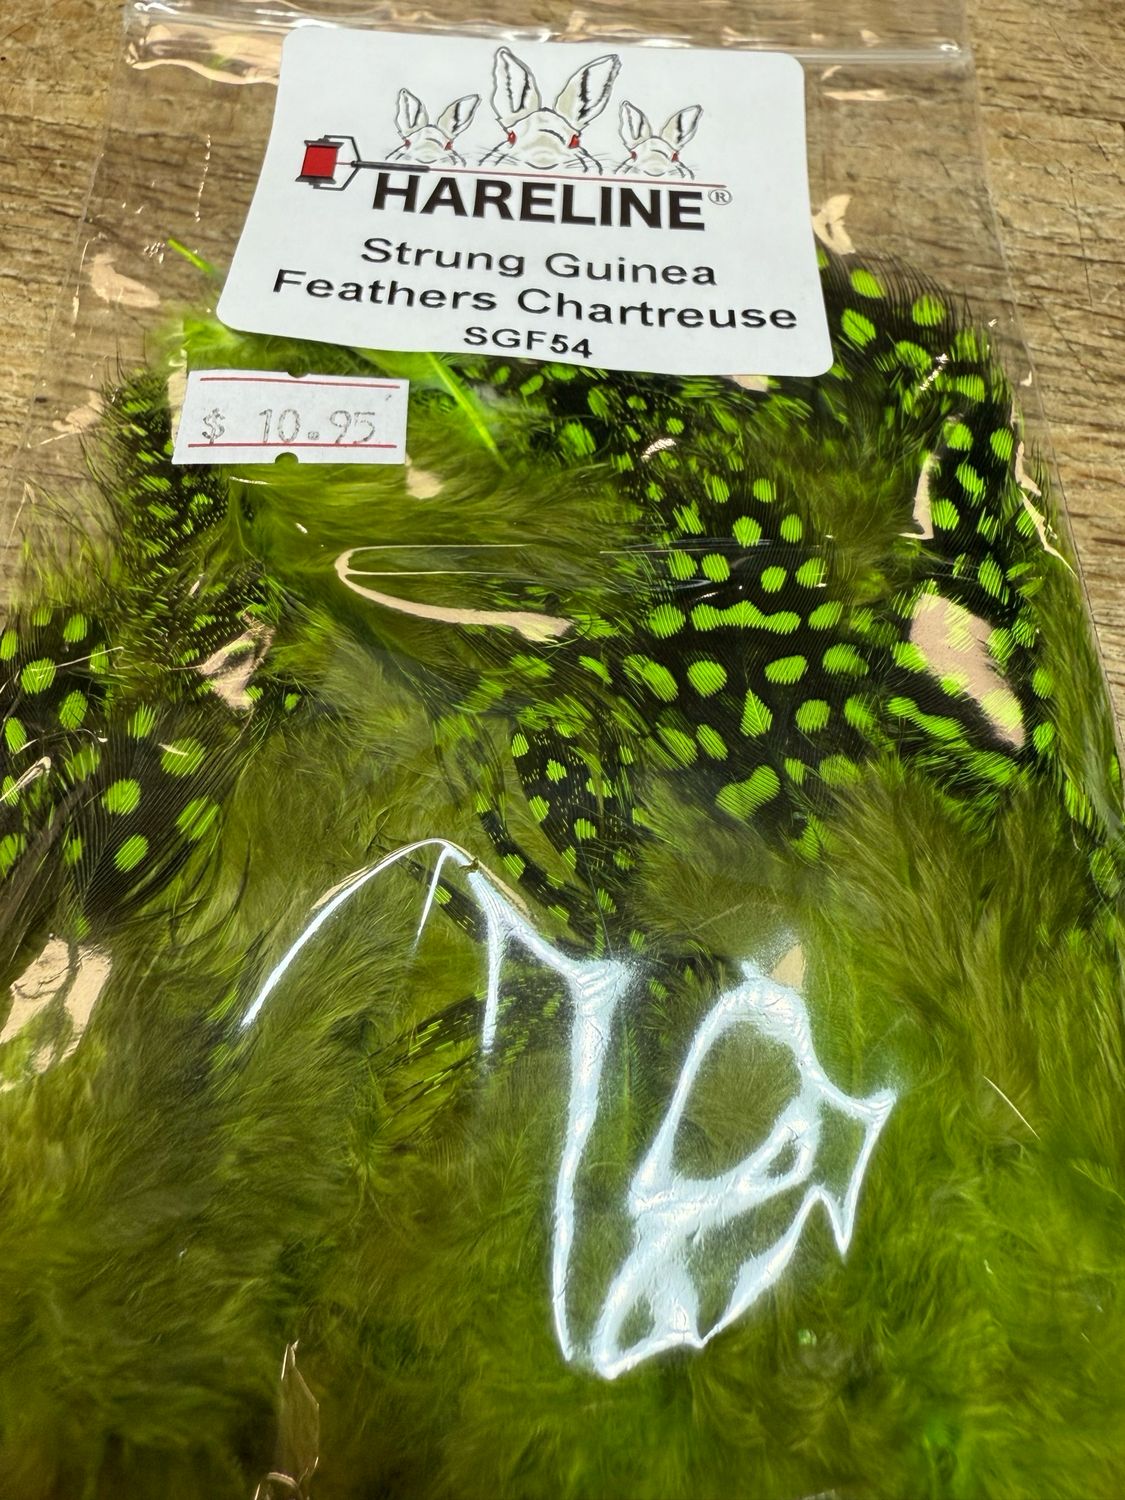 HARELINE®
Strung Guinea
Feathers Chartreuse
SGF54
$ 10.95